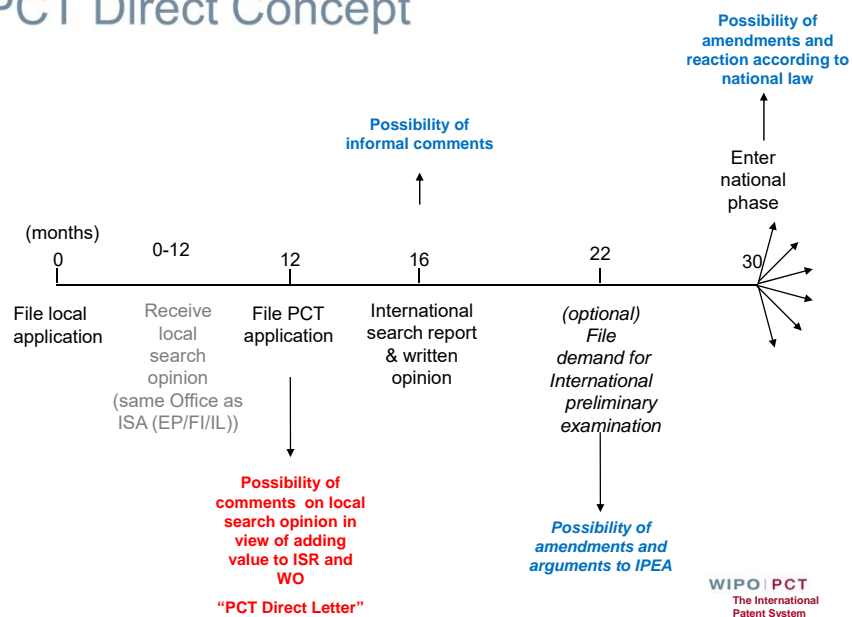 PCT Direct Concept
Possibility of
amendments and
reaction according to
national law
Possibility of
informal comments
Enter
national
phase
(months)
0
0-12
12
16
22
30
File local
application
Receive
local
search
opinion
(same Office as
ISA (EP/FI/IL))
File PCT
application
International
search report
& written
opinion
(optional)
File
demand for
International
preliminary
examination
Possibility of
comments on local
search opinion in
view of adding
value to ISR and
WO
“PCT Direct Letter”
Possibility of
amendments and
arguments to IPEA
WIPO|PCT
The International
Patent System